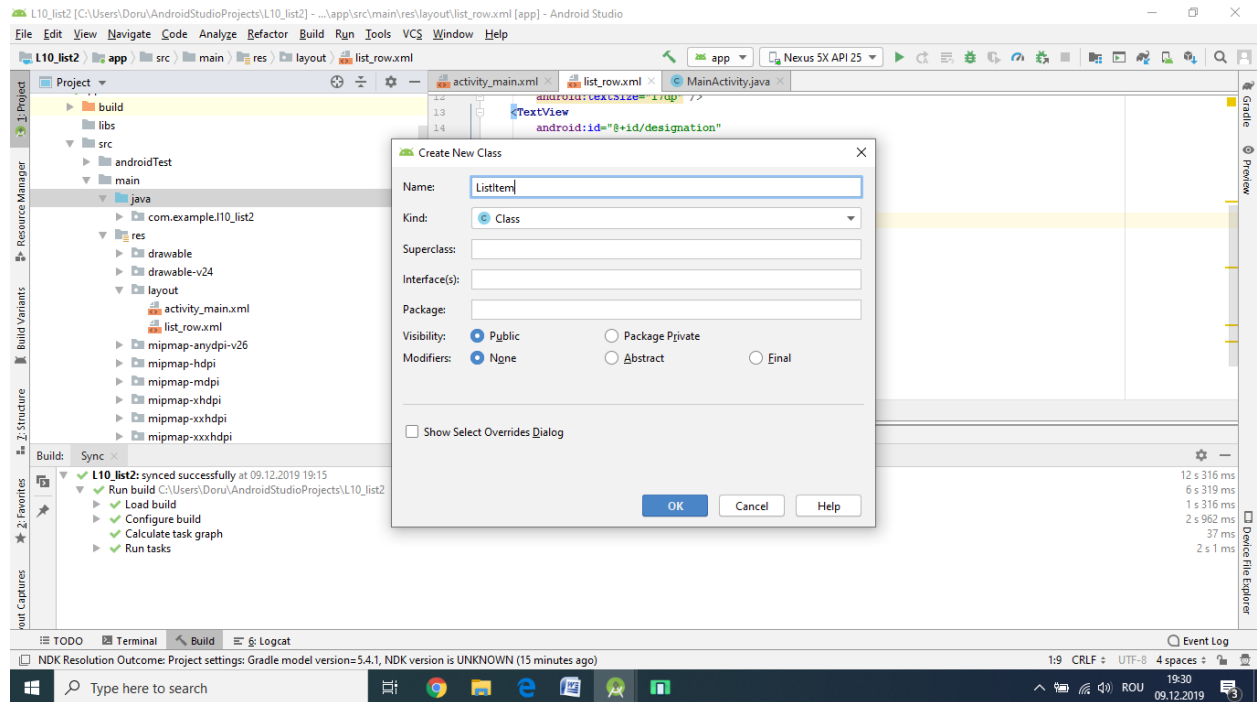 L10_list2 [C:\Users\Doru\AndroidStudioProjects\L10_list2] - ...\app\src\main\res\layout\list_row.xml [app] - Android Studio
File Edit View Navigate Code Analyze Refactor Build Run Tools VCS Window Help
L10_list2 app src main res layout list_row.xml app Nexus 5X API 25
Project activity_main.xml list_row.xml MainActivity.java
build
libs
src
androidTest
main
java
com.example.l10_list2
res
drawable
drawable-v24
layout
activity_main.xml
list_row.xml
mipmap-anydpi-v26
mipmap-hdpi
mipmap-mdpi
mipmap-xhdpi
mipmap-xxhdpi
mipmap-xxxhdpi
12 android:textSize="17dp" />
13 <TextView
14 android:id="@+id/designation"
Create New Class
Name: ListItem
Kind: Class
Superclass:
Interface(s):
Package:
Visibility: Public Package Private
Modifiers: None Abstract Final
Show Select Overrides Dialog
OK Cancel Help
1: Project
Resource Manager
Build Variants
7: Structure
2: Favorites
out Captures
Gradle
Preview
Device File Explorer
Build: Sync
L10_list2: synced successfully at 09.12.2019 19:15 12 s 316 ms
Run build C:\Users\Doru\AndroidStudioProjects\L10_list2 6 s 319 ms
Load build 1 s 316 ms
Configure build 2 s 962 ms
Calculate task graph 37 ms
Run tasks 2 s 1 ms
TODO Terminal Build 6: Logcat Event Log
NDK Resolution Outcome: Project settings: Gradle model version=5.4.1, NDK version is UNKNOWN (15 minutes ago) 1:9 CRLF UTF-8 4 spaces
Type here to search ROU 19:30
09.12.2019 3